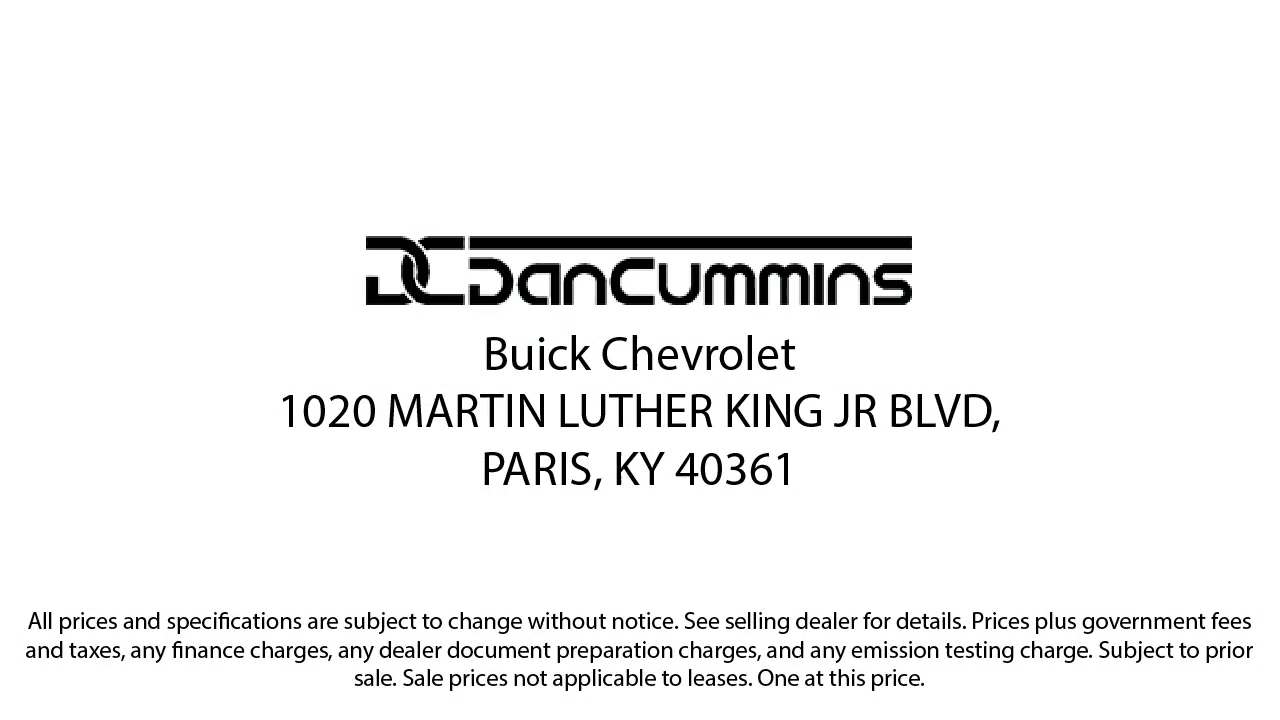 DC DanCummins
Buick Chevrolet
1020 MARTIN LUTHER KING JR BLVD,
PARIS, KY 40361
All prices and specifications are subject to change without notice. See selling dealer for details. Prices plus government fees
and taxes, any finance charges, any dealer document preparation charges, and any emission testing charge. Subject to prior
sale. Sale prices not applicable to leases. One at this price.